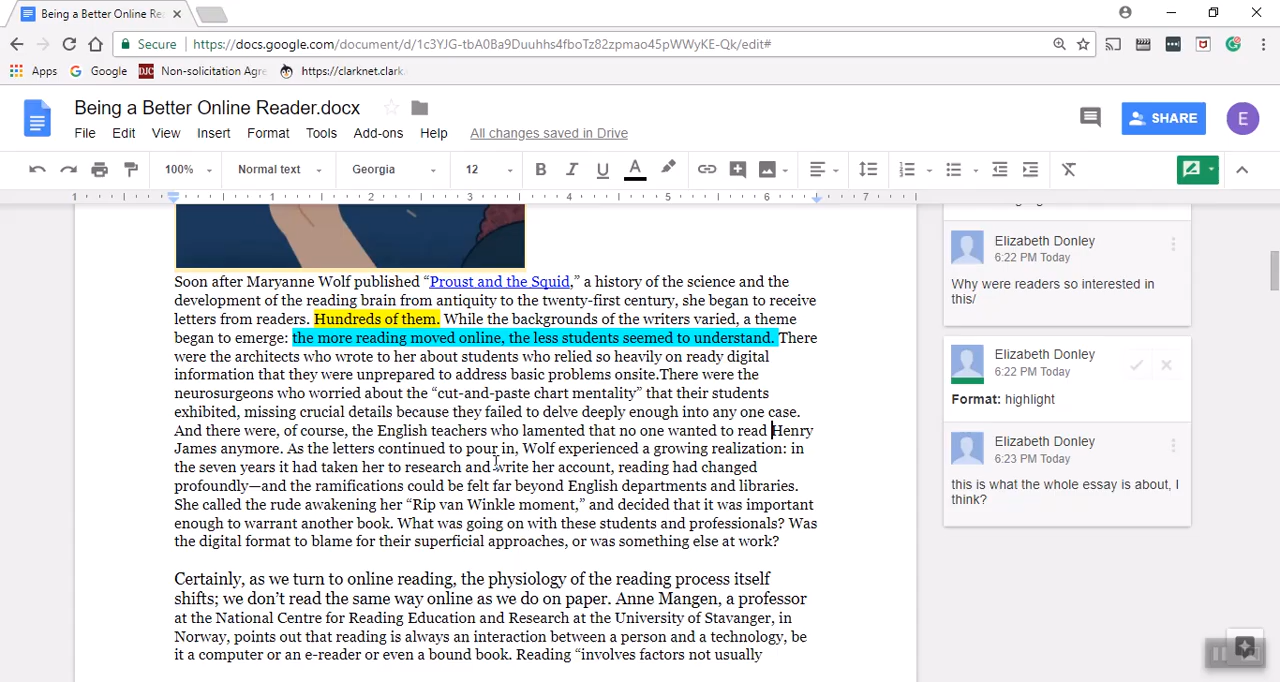 Being a Better Online Re
Secure
https://docs.google.com/document/d/1c3YJG-tbA0Ba9Duuhhs4fboTz82zpmao45pWWyKE-Qk/edit#
Apps
Google
DJC
Non-solicitation Agre
https://clarknet.clark
Being a Better Online Reader.docx
File Edit View Insert Format Tools Add-ons Help All changes saved in Drive
SHARE
E
100% Normal text Georgia 12 B I U A
1 1 2 3 4 5 6 7
Soon after Maryanne Wolf published “Proust and the Squid,” a history of the science and the
development of the reading brain from antiquity to the twenty-first century, she began to receive
letters from readers. Hundreds of them. While the backgrounds of the writers varied, a theme
began to emerge: the more reading moved online, the less students seemed to understand. There
were the architects who wrote to her about students who relied so heavily on ready digital
information that they were unprepared to address basic problems onsite.There were the
neurosurgeons who worried about the “cut-and-paste chart mentality” that their students
exhibited, missing crucial details because they failed to delve deeply enough into any one case.
And there were, of course, the English teachers who lamented that no one wanted to read Henry
James anymore. As the letters continued to pour in, Wolf experienced a growing realization: in
the seven years it had taken her to research and write her account, reading had changed
profoundly—and the ramifications could be felt far beyond English departments and libraries.
She called the rude awakening her “Rip van Winkle moment,” and decided that it was important
enough to warrant another book. What was going on with these students and professionals? Was
the digital format to blame for their superficial approaches, or was something else at work?
Certainly, as we turn to online reading, the physiology of the reading process itself
shifts; we don’t read the same way online as we do on paper. Anne Mangen, a professor
at the National Centre for Reading Education and Research at the University of Stavanger, in
Norway, points out that reading is always an interaction between a person and a technology, be
it a computer or an e-reader or even a bound book. Reading “involves factors not usually
Elizabeth Donley
6:22 PM Today
Why were readers so interested in
this/
Elizabeth Donley
6:22 PM Today
Format: highlight
Elizabeth Donley
6:23 PM Today
this is what the whole essay is about, I
think?